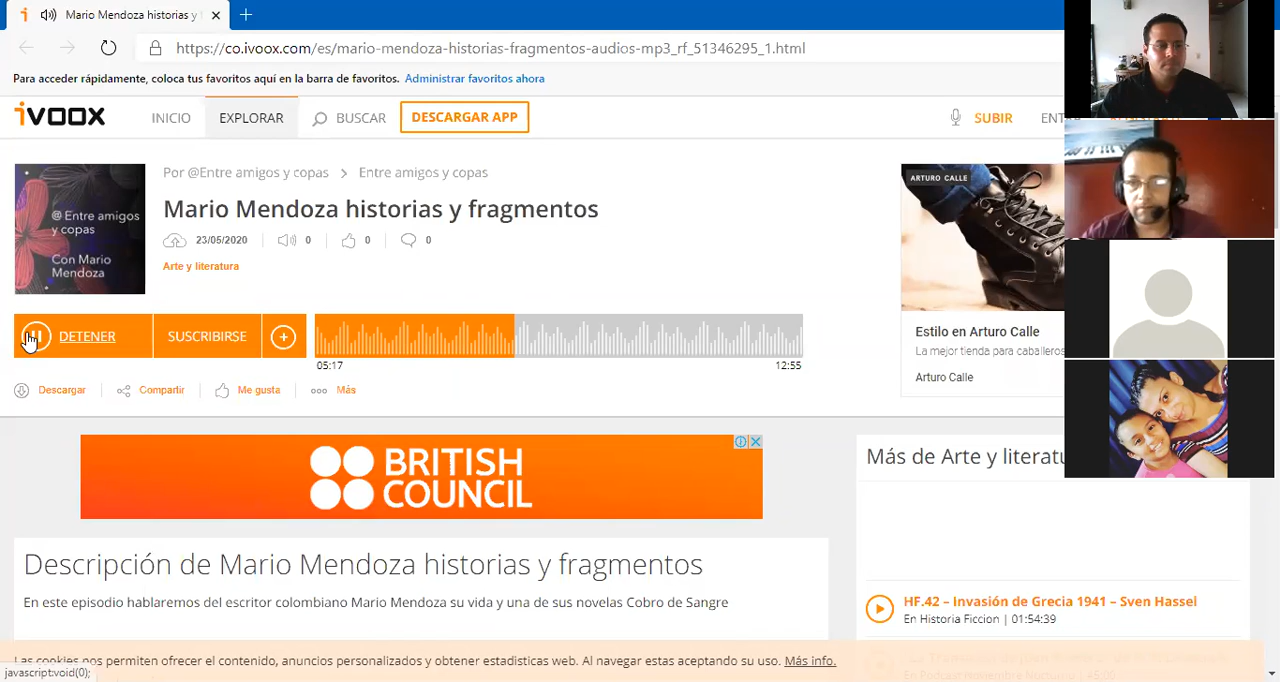 Mario Mendoza historias y
https://co.ivoox.com/es/mario-mendoza-historias-fragmentos-audios-mp3_rf_51346295_1.html
Para acceder rápidamente, coloca tus favoritos aquí en la barra de favoritos. Administrar favoritos ahora
iVOOX INICIO EXPLORAR BUSCAR DESCARGAR APP SUBIR
@ Entre amigos
y copas
Con Mario
Mendoza
Por @Entre amigos y copas > Entre amigos y copas
Mario Mendoza historias y fragmentos
23/05/2020 0 0 0
Arte y literatura
DETENER SUSCRIBIRSE
05:17 12:55
Descargar Compartir Me gusta Más
ARTURO CALLE
Estilo en Arturo Calle
La mejor tienda para caballeros
Arturo Calle
BRITISH
COUNCIL
Más de Arte y literatu
Descripción de Mario Mendoza historias y fragmentos
En este episodio hablaremos del escritor colombiano Mario Mendoza su vida y una de sus novelas Cobro de Sangre
HF.42 – Invasión de Grecia 1941 – Sven Hassel
En Historia Ficcion | 01:54:39
Las cookies nos permiten ofrecer el contenido, anuncios personalizados y obtener estadisticas web. Al navegar estas aceptando su uso. Más info.
javascript:void(0);